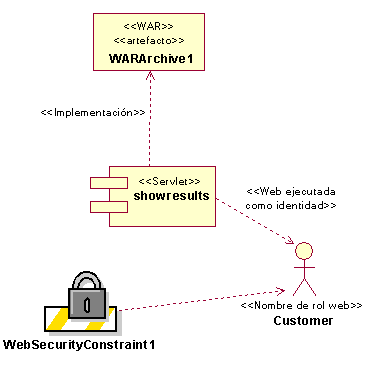 <<WAR>>
<<artefacto>>
WARArchive1
<<Implementación>>
<<Servlet>>
showresults
<<Web ejecutada
como identidad>>
<<Nombre de rol web>>
Customer
WebSecurityConstraint1